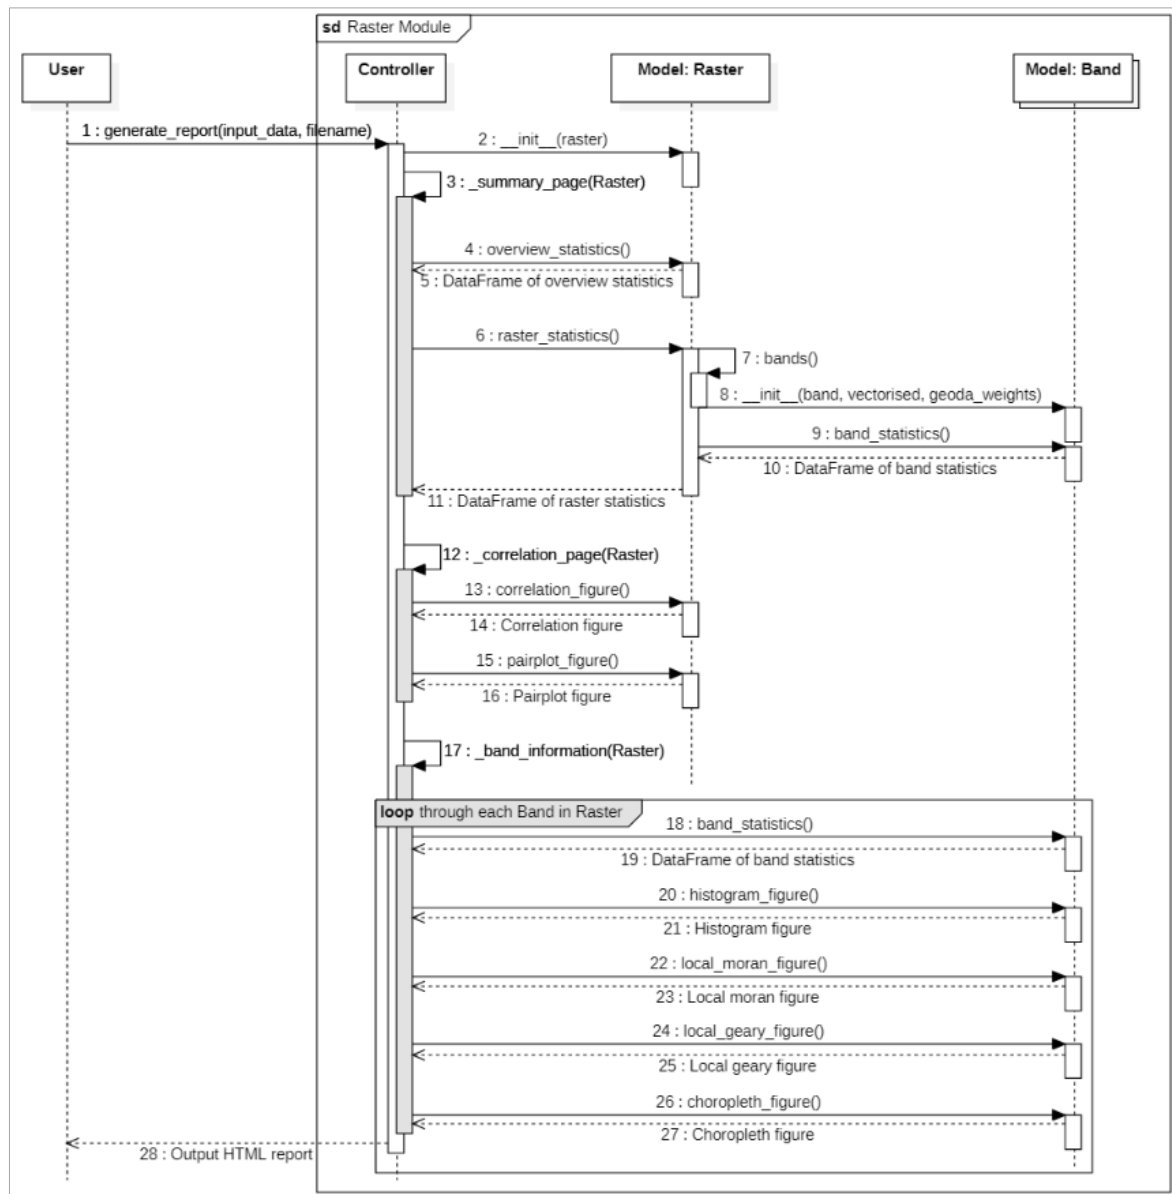 sd Raster Module
User
Controller
Model: Raster
Model: Band
1 : generate_report(input_data, filename)
2 : __init__(raster)
3 : _summary_page(Raster)
4 : overview_statistics()
5 : DataFrame of overview statistics
6 : raster_statistics()
7 : bands()
8 : __init__(band, vectorised, geoda_weights)
9 : band_statistics()
10 : DataFrame of band statistics
11 : DataFrame of raster statistics
12 : _correlation_page(Raster)
13 : correlation_figure()
14 : Correlation figure
15 : pairplot_figure()
16 : Pairplot figure
17 : _band_information(Raster)
loop through each Band in Raster
18 : band_statistics()
19 : DataFrame of band statistics
20 : histogram_figure()
21 : Histogram figure
22 : local_moran_figure()
23 : Local moran figure
24 : local_geary_figure()
25 : Local geary figure
26 : choropleth_figure()
27 : Choropleth figure
28 : Output HTML report